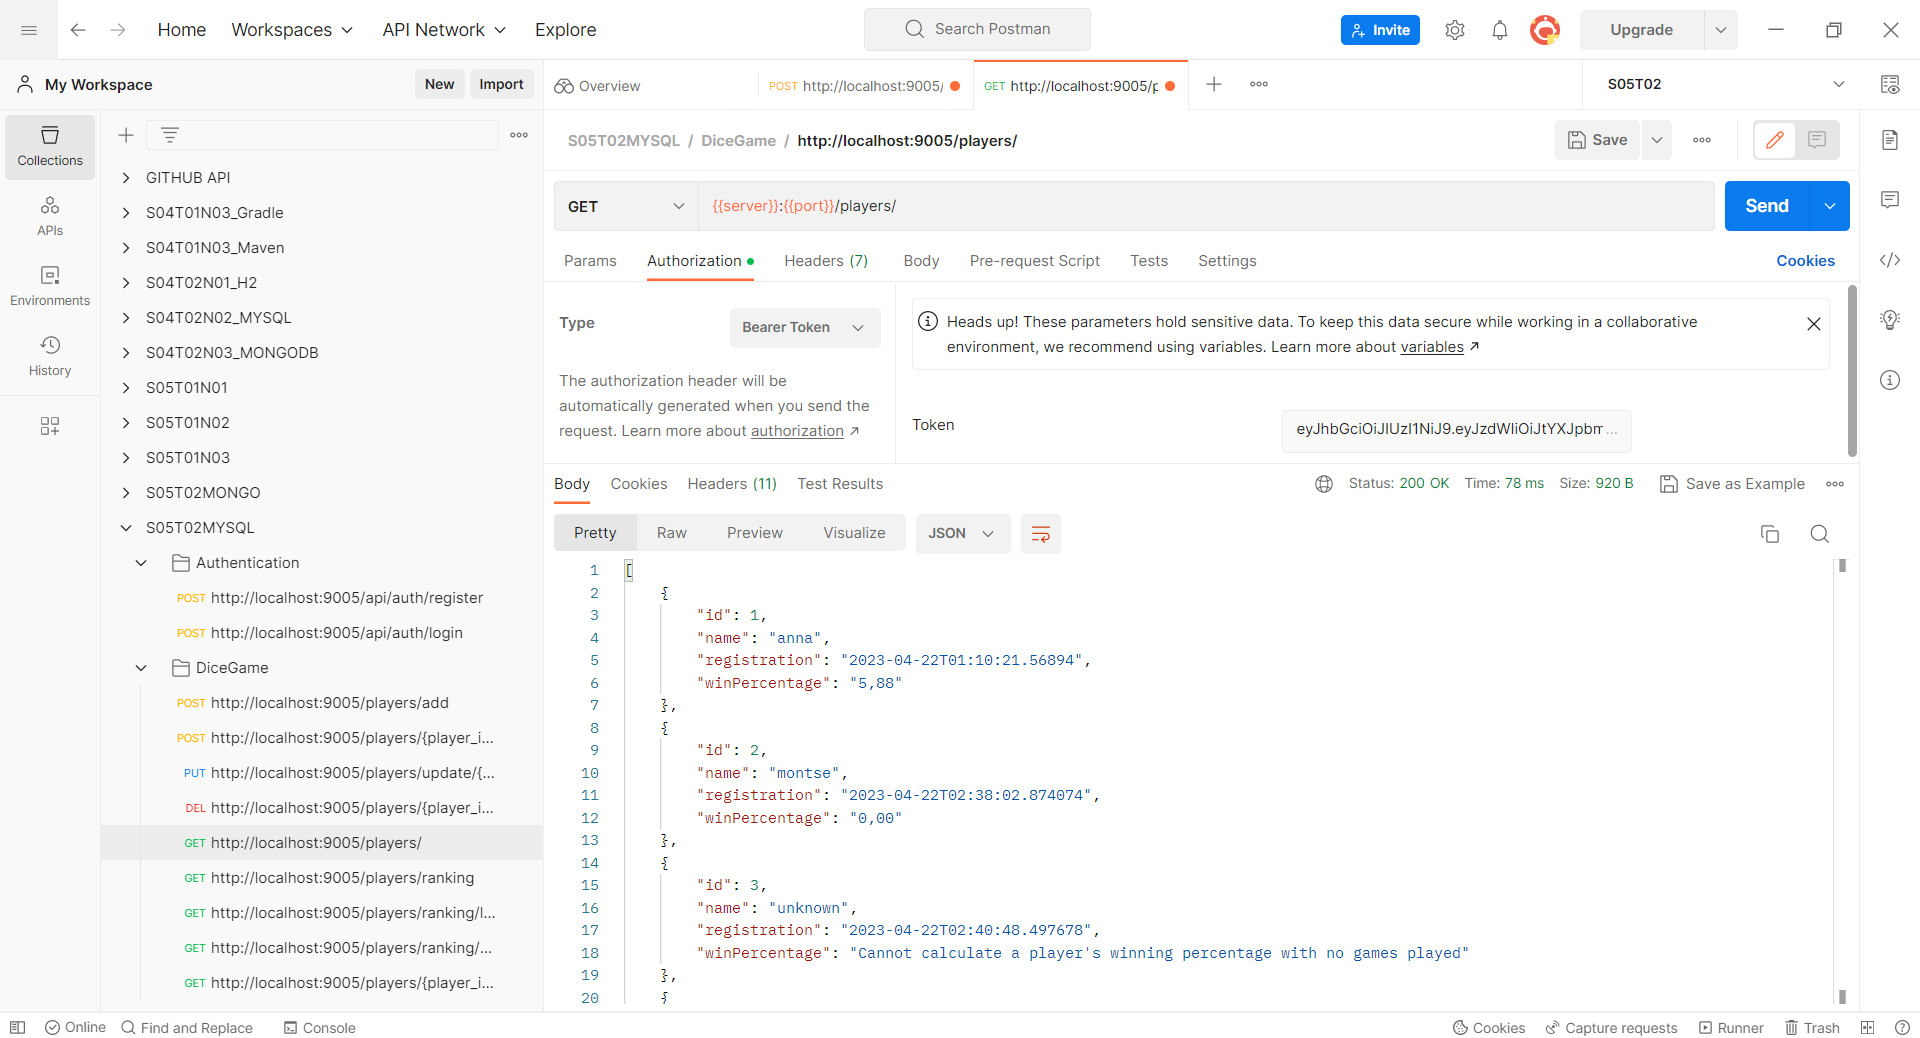 Home Workspaces API Network Explore Search Postman Invite Upgrade
My Workspace New Import Overview POST http://localhost:9005/ GET http://localhost:9005/p S05T02
S05T02MYSQL / DiceGame / http://localhost:9005/players/ Save
Collections
APIs
Environments
History
GITHUB API
S04T01N03_Gradle
S04T01N03_Maven
S04T02N01_H2
S04T02N02_MYSQL
S04T02N03_MONGODB
S05T01N01
S05T01N02
S05T01N03
S05T02MONGO
S05T02MYSQL
Authentication
POST http://localhost:9005/api/auth/register
POST http://localhost:9005/api/auth/login
DiceGame
POST http://localhost:9005/players/add
POST http://localhost:9005/players/{player_i...
PUT http://localhost:9005/players/update/{...
DEL http://localhost:9005/players/{player_i...
GET http://localhost:9005/players/
GET http://localhost:9005/players/ranking
GET http://localhost:9005/players/ranking/l...
GET http://localhost:9005/players/ranking/...
GET http://localhost:9005/players/{player_i...
GET {{server}}:{{port}}/players/ Send
Params Authorization Headers (7) Body Pre-request Script Tests Settings Cookies
Type Bearer Token
The authorization header will be
automatically generated when you send the
request. Learn more about authorization ↗
Heads up! These parameters hold sensitive data. To keep this data secure while working in a collaborative
environment, we recommend using variables. Learn more about variables ↗
Token eyJhbGciOiJIUzI1NiJ9.eyJzdWIiOiJtYXJpbm...
Body Cookies Headers (11) Test Results Status: 200 OK Time: 78 ms Size: 920 B Save as Example
Pretty Raw Preview Visualize JSON
1 [
2 {
3 "id": 1,
4 "name": "anna",
5 "registration": "2023-04-22T01:10:21.56894",
6 "winPercentage": "5,88"
7 },
8 {
9 "id": 2,
10 "name": "montse",
11 "registration": "2023-04-22T02:38:02.874074",
12 "winPercentage": "0,00"
13 },
14 {
15 "id": 3,
16 "name": "unknown",
17 "registration": "2023-04-22T02:40:48.497678",
18 "winPercentage": "Cannot calculate a player's winning percentage with no games played"
19 },
20 {
Online Find and Replace Console Cookies Capture requests Runner Trash